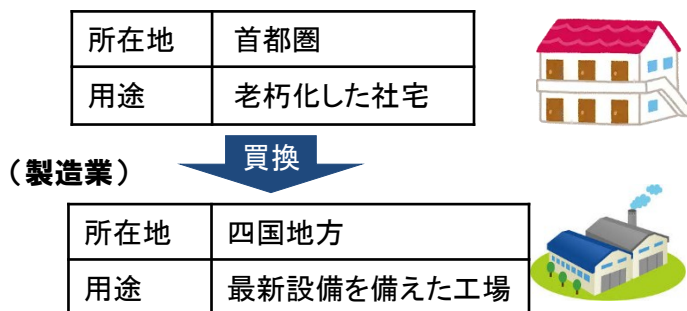 所在地 首都圏
用途 老朽化した社宅
買換
（製造業）
所在地 四国地方
用途 最新設備を備えた工場